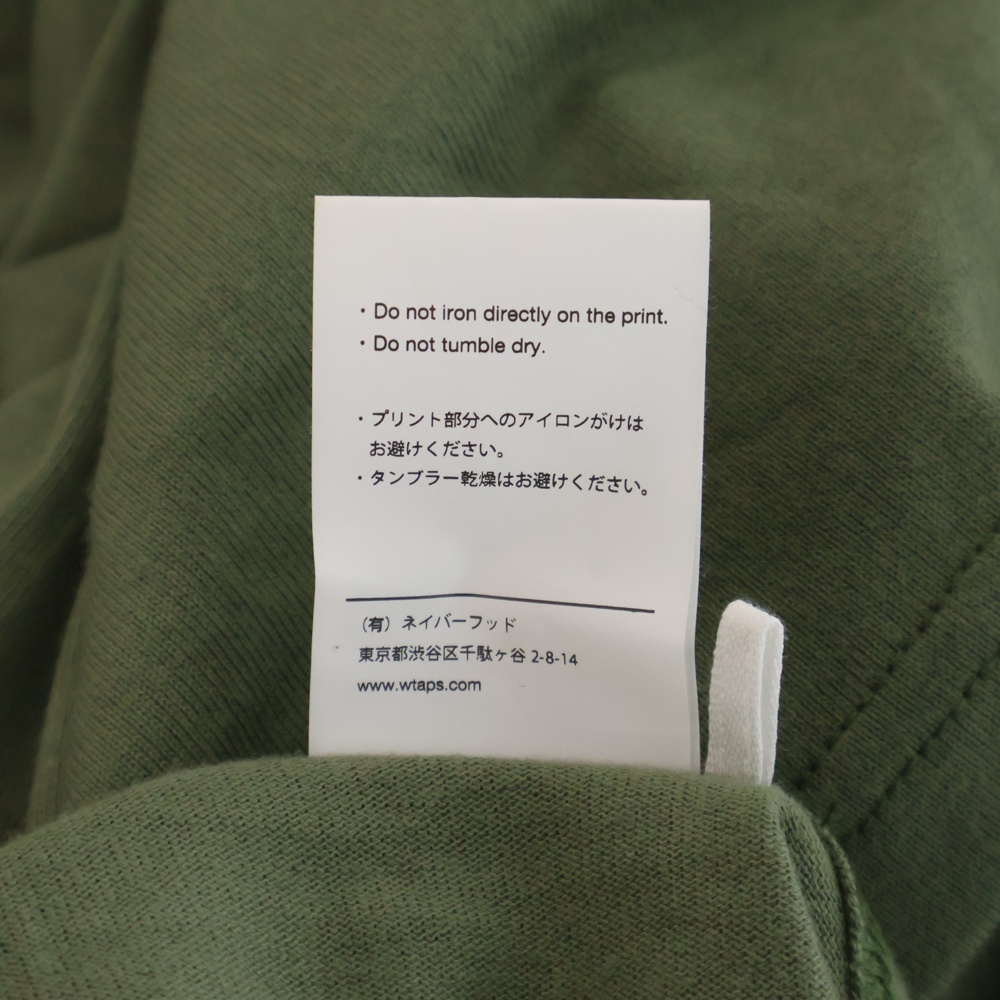 ・Do not iron directly on the print.
・Do not tumble dry.
・プリント部分へのアイロンがけは
お避けください。
・タンブラー乾燥はお避けください。
（有）ネイバーフッド
東京都渋谷区千駄ヶ谷 2-8-14
www.wtaps.com